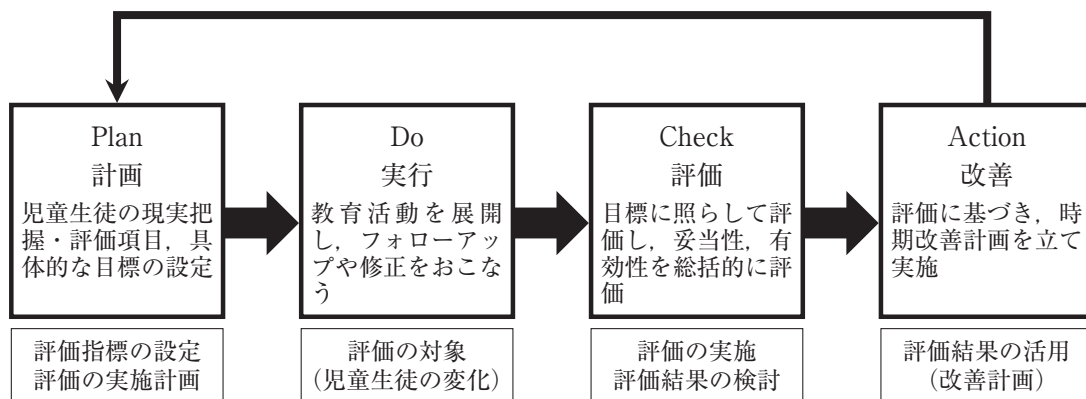 Plan
計画
児童生徒の現実把
握・評価項目，具
体的な目標の設定
Do
実行
教育活動を展開
し，フォローアッ
プや修正をおこな
う
Check
評価
目標に照らして評
価し，妥当性，有
効性を総括的に評
価
Action
改善
評価に基づき，時
期改善計画を立て
実施
評価指標の設定
評価の実施計画
評価の対象
（児童生徒の変化）
評価の実施
評価結果の検討
評価結果の活用
（改善計画）